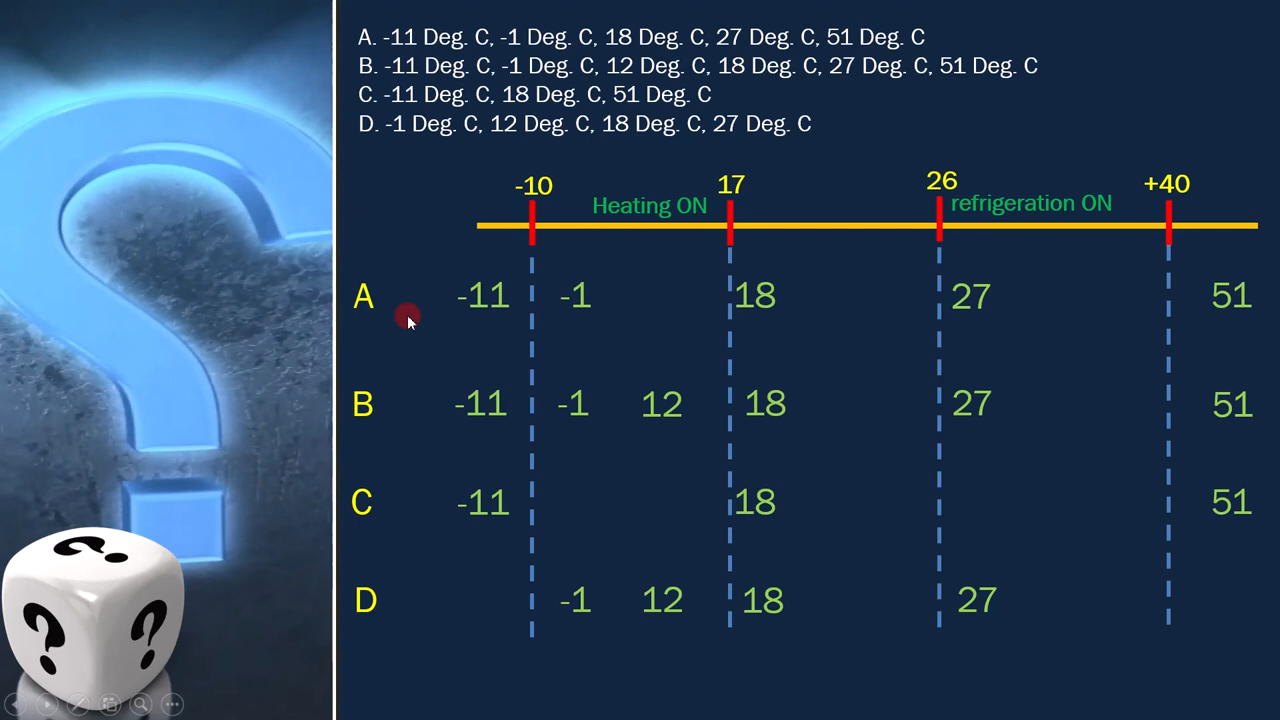 A. -11 Deg. C, -1 Deg. C, 18 Deg. C, 27 Deg. C, 51 Deg. C
B. -11 Deg. C, -1 Deg. C, 12 Deg. C, 18 Deg. C, 27 Deg. C, 51 Deg. C
C. -11 Deg. C, 18 Deg. C, 51 Deg. C
D. -1 Deg. C, 12 Deg. C, 18 Deg. C, 27 Deg. C
-10 17 26 +40
Heating ON refrigeration ON
A -11 -1 18 27 51
B -11 -1 12 18 27 51
C -11 18 51
D -1 12 18 27
? ? ?